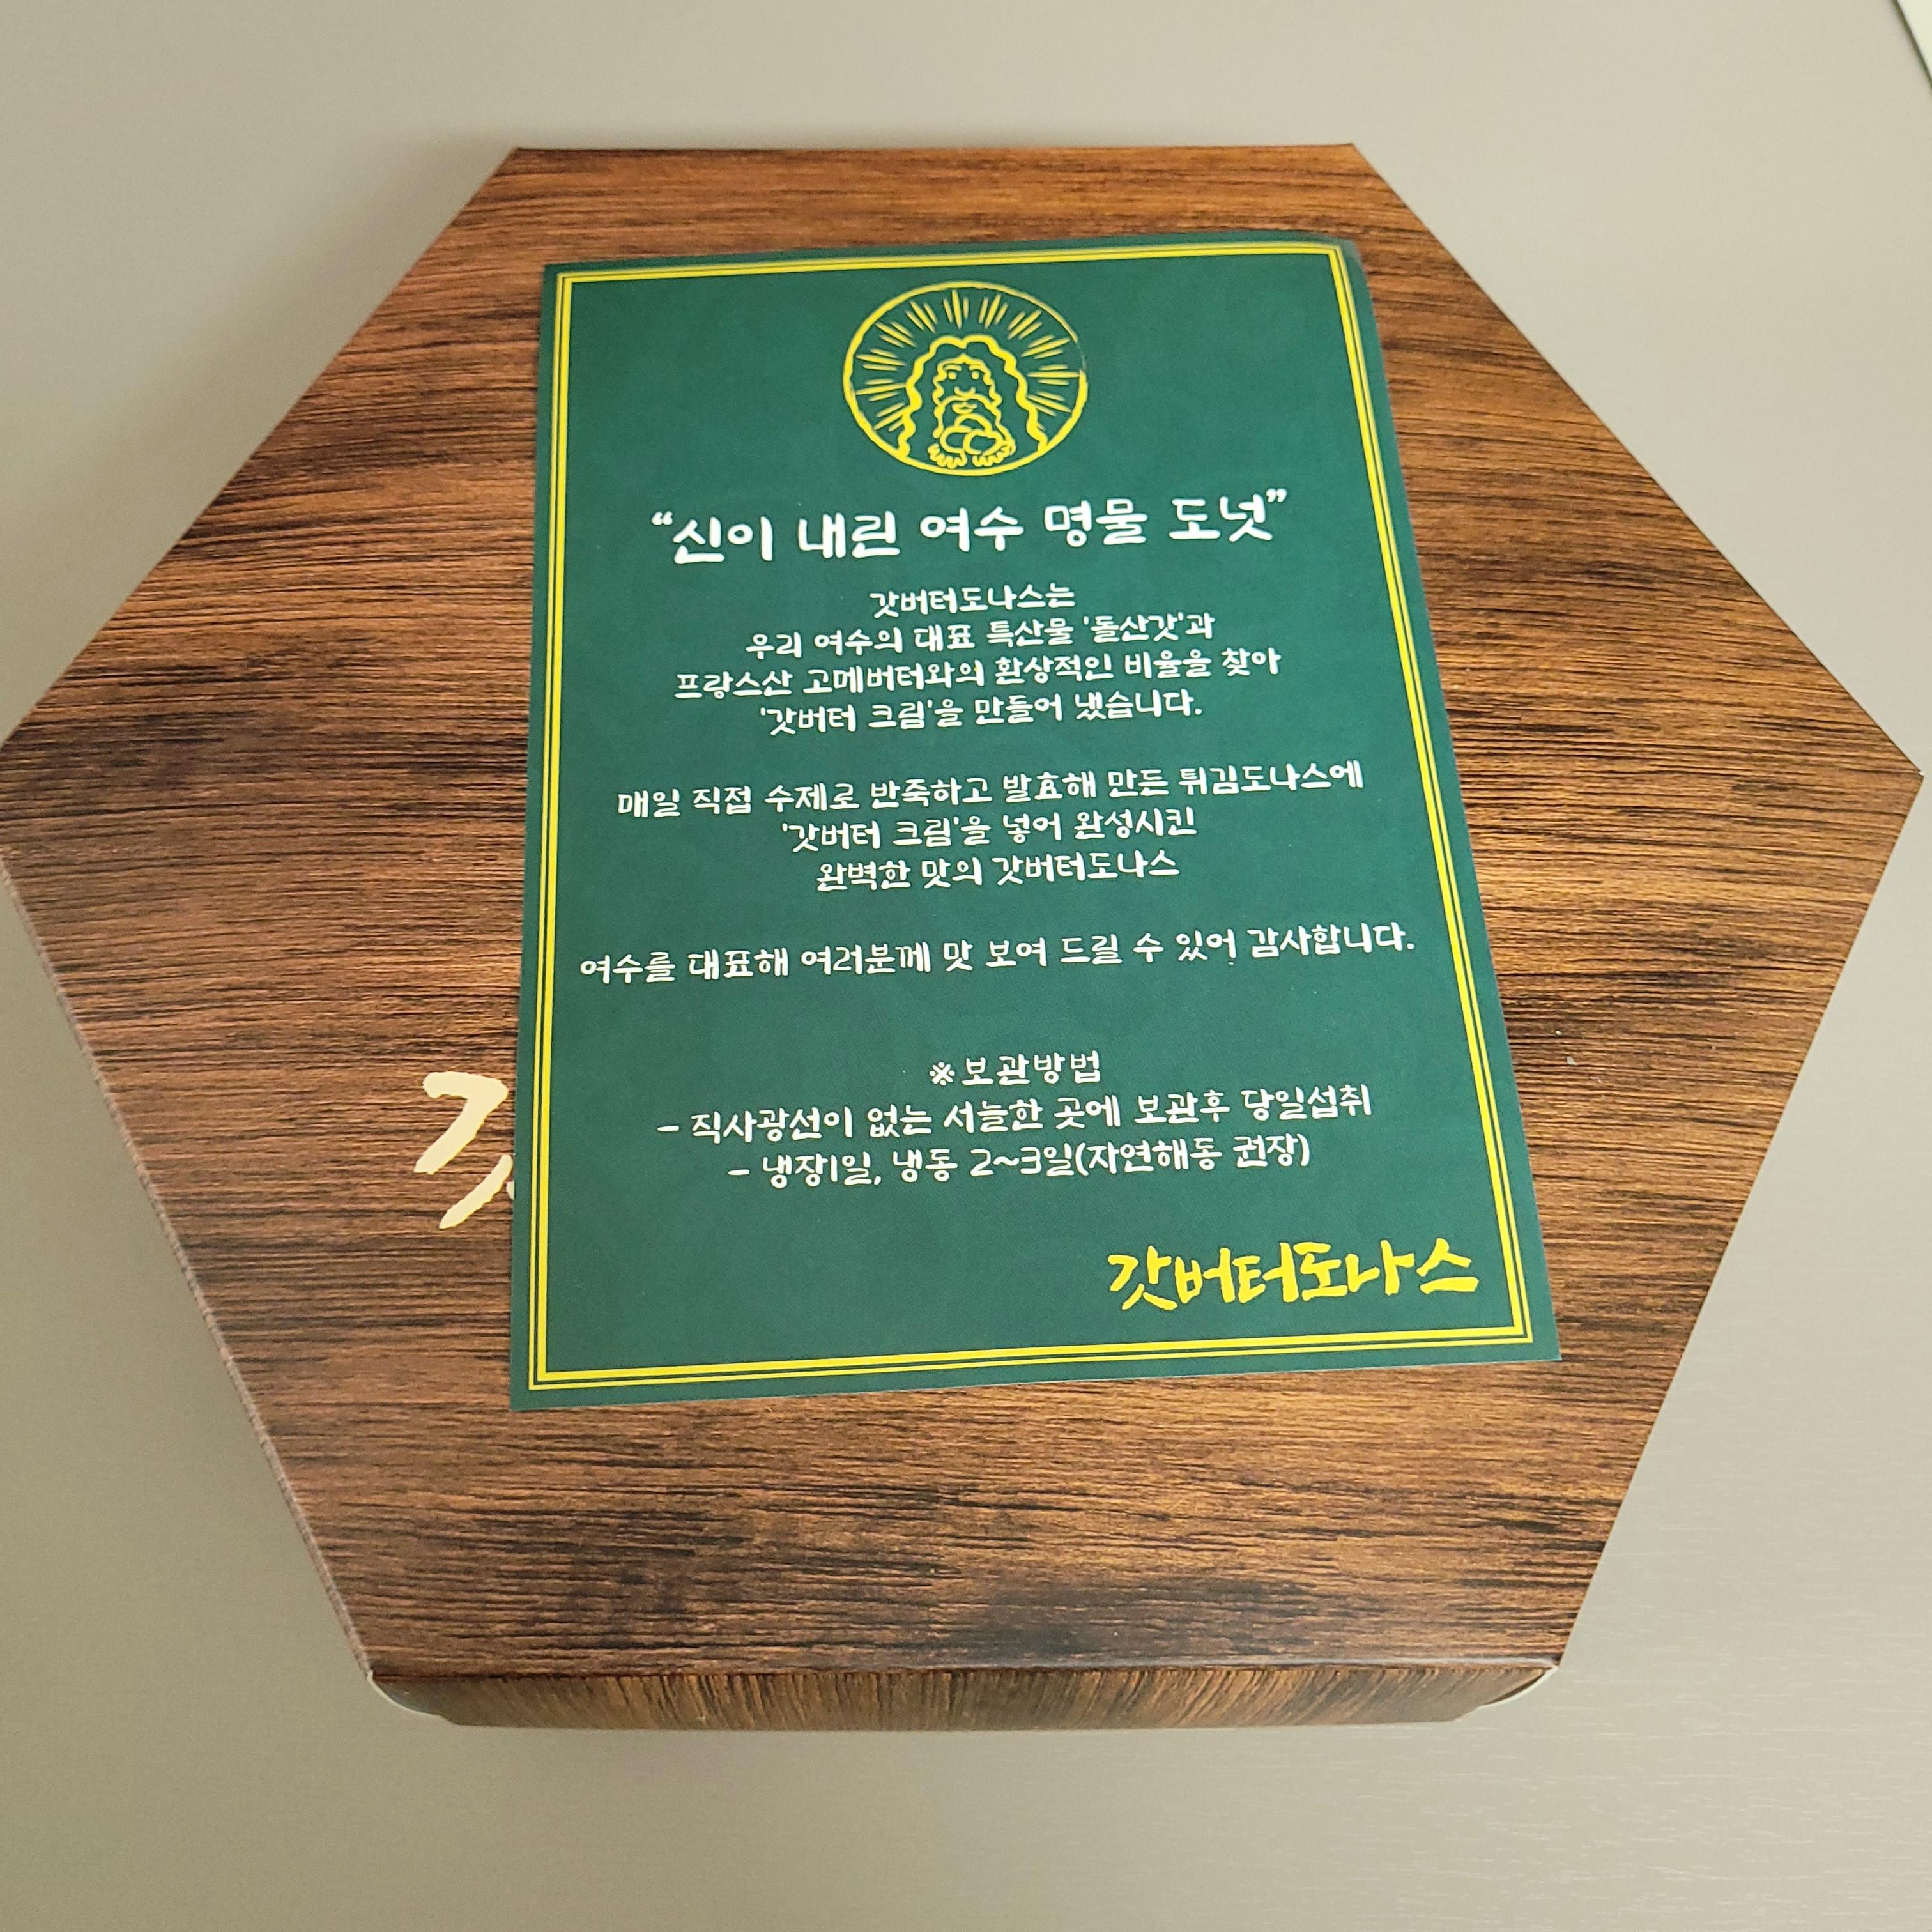 “신이 내린 여수 명물 도넛”
갓버터도나스는
우리 여수의 대표 특산물 '돌산갓'과
프랑스산 고메버터와의 환상적인 비율을 찾아
'갓버터 크림'을 만들어 냈습니다.
매일 직접 수제로 반죽하고 발효해 만든 튀김도나스에
'갓버터 크림'을 넣어 완성시킨
완벽한 맛의 갓버터도나스
여수를 대표해 여러분께 맛 보여 드릴 수 있어 감사합니다.
※보관방법
- 직사광선이 없는 서늘한 곳에 보관후 당일섭취
- 냉장1일, 냉동 2~3일(자연해동 권장)
갓버터도나스